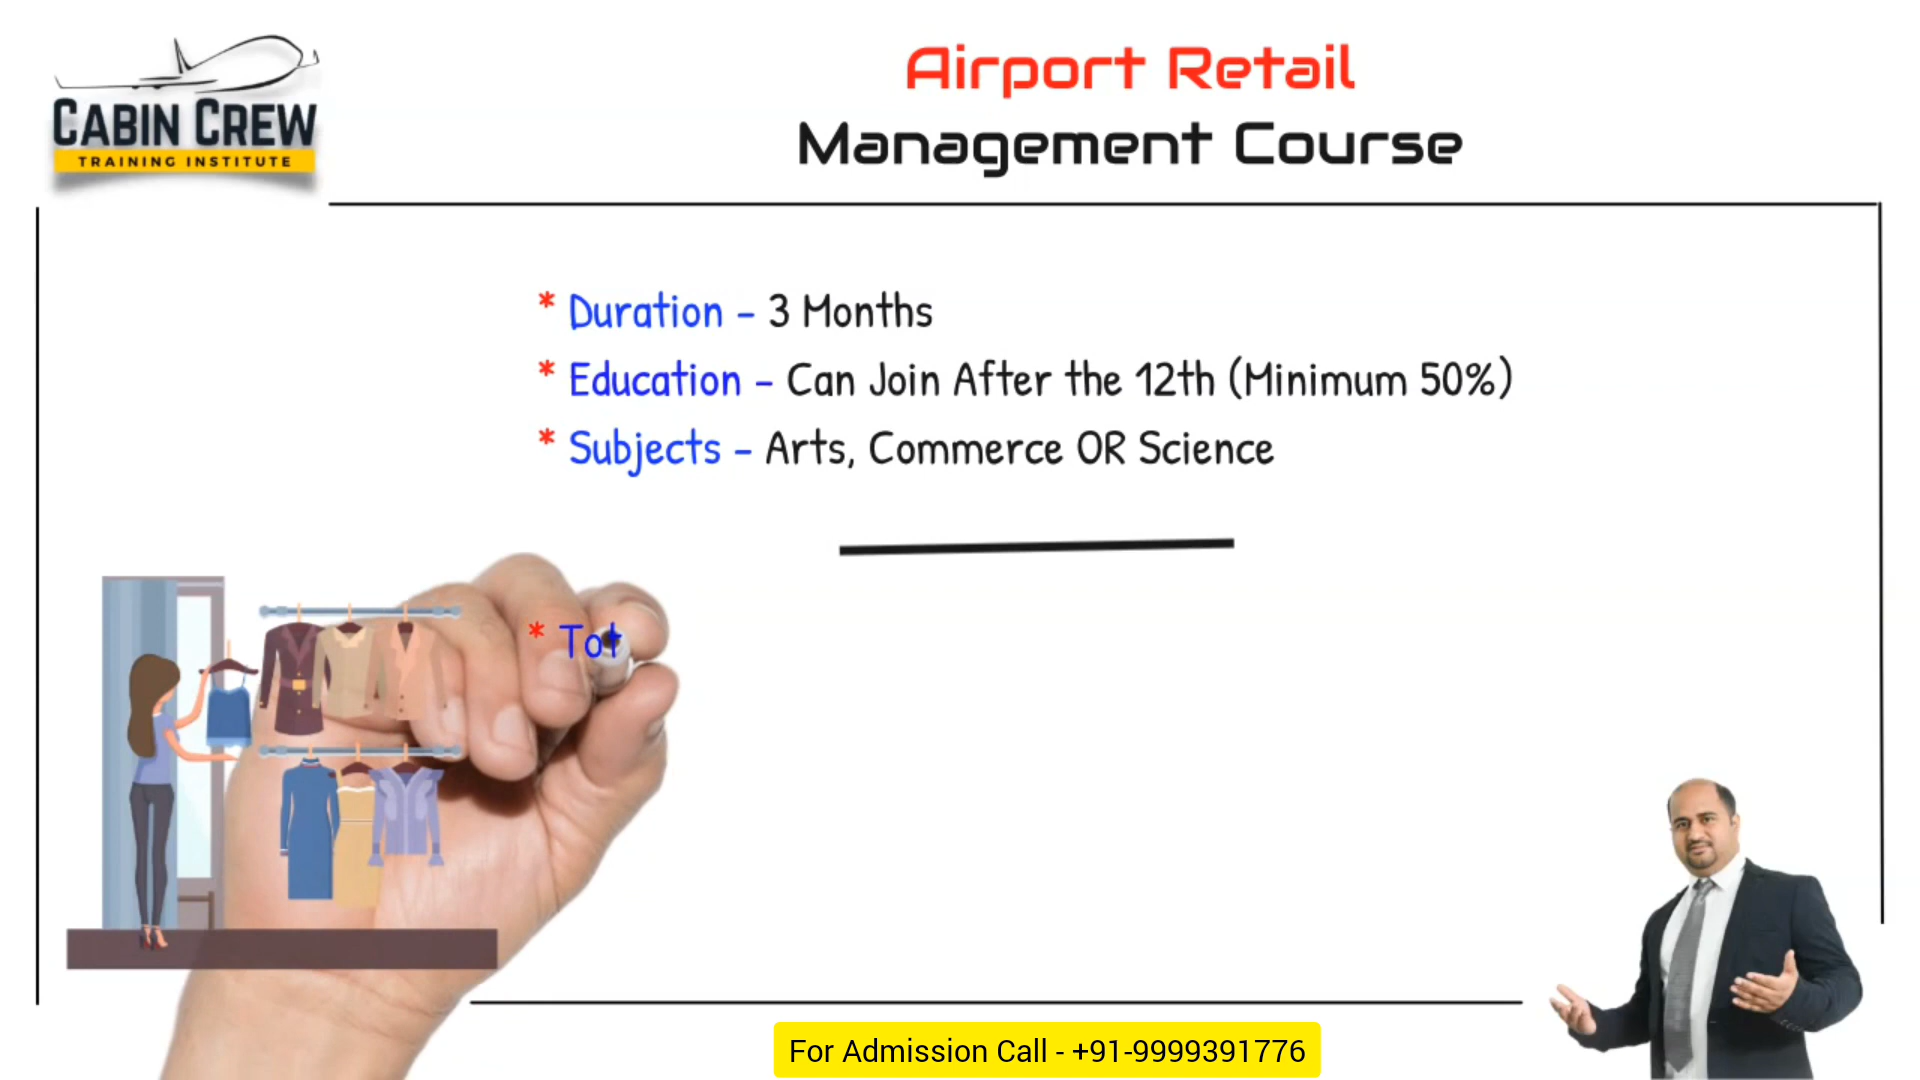 CABIN CREW
TRAINING INSTITUTE
Airport Retail
Management Course
* Duration - 3 Months
* Education - Can Join After the 12th (Minimum 50%)
* Subjects - Arts, Commerce OR Science
* Tot
For Admission Call - +91-9999391776